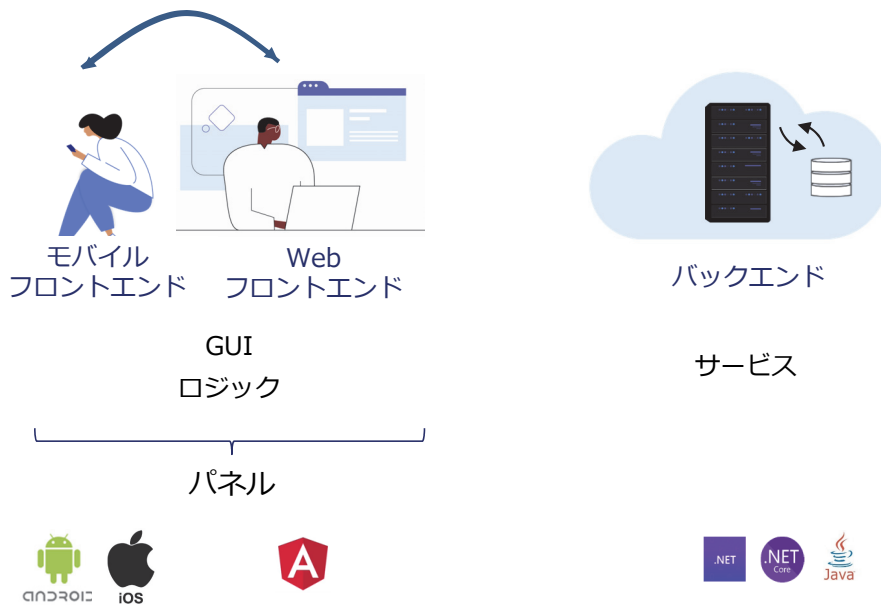 モバイル
フロントエンド
Web
フロントエンド
バックエンド
GUI
ロジック
サービス
パネル
ANDROID
iOS
A
.NET
.NET
Core
Java